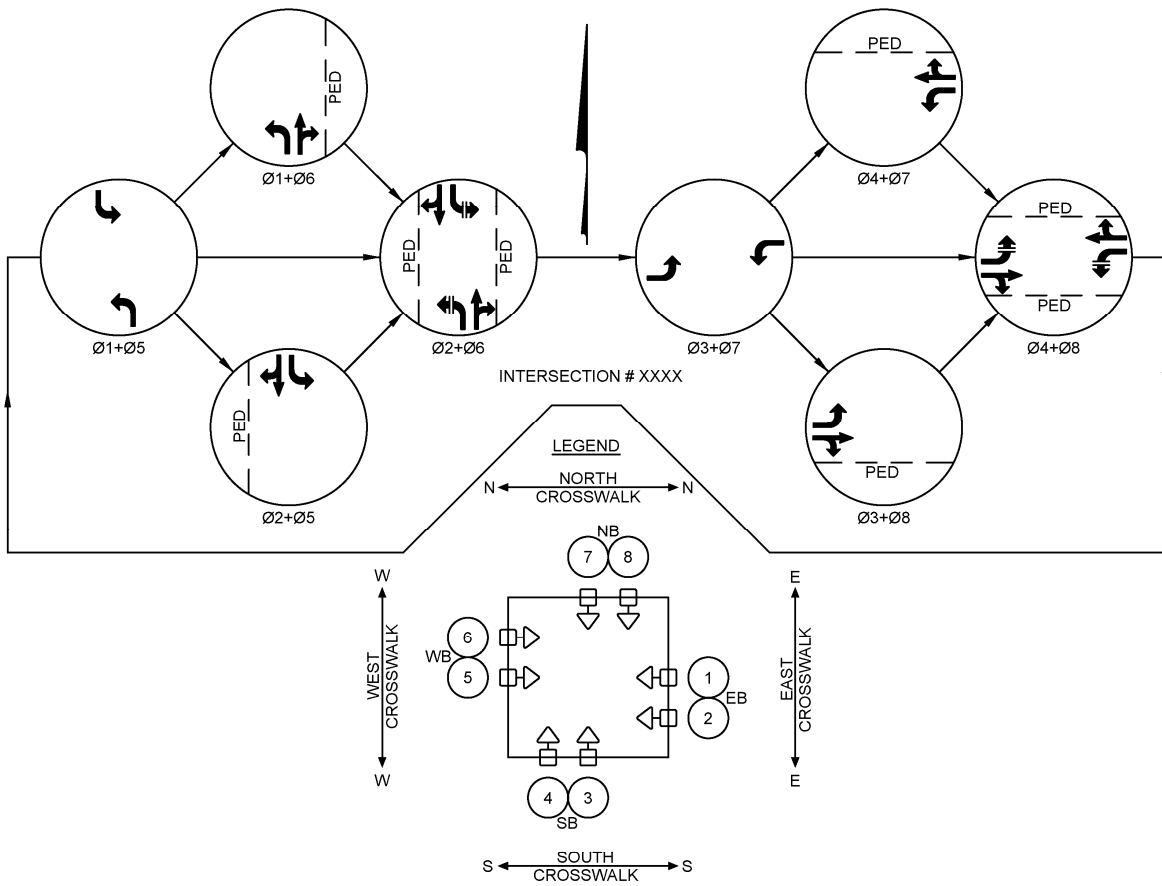 PED
PED
Ø1+Ø6
Ø4+Ø7
PED
PED
PED
PED
Ø1+Ø5
Ø2+Ø6
Ø3+Ø7
Ø4+Ø8
INTERSECTION # XXXX
PED
PED
Ø2+Ø5
Ø3+Ø8
LEGEND
N NORTH N
CROSSWALK
NB
7 8
W
WEST
CROSSWALK
W
6
WB
5
1
EB
2
E
EAST
CROSSWALK
E
4 3
SB
S SOUTH S
CROSSWALK